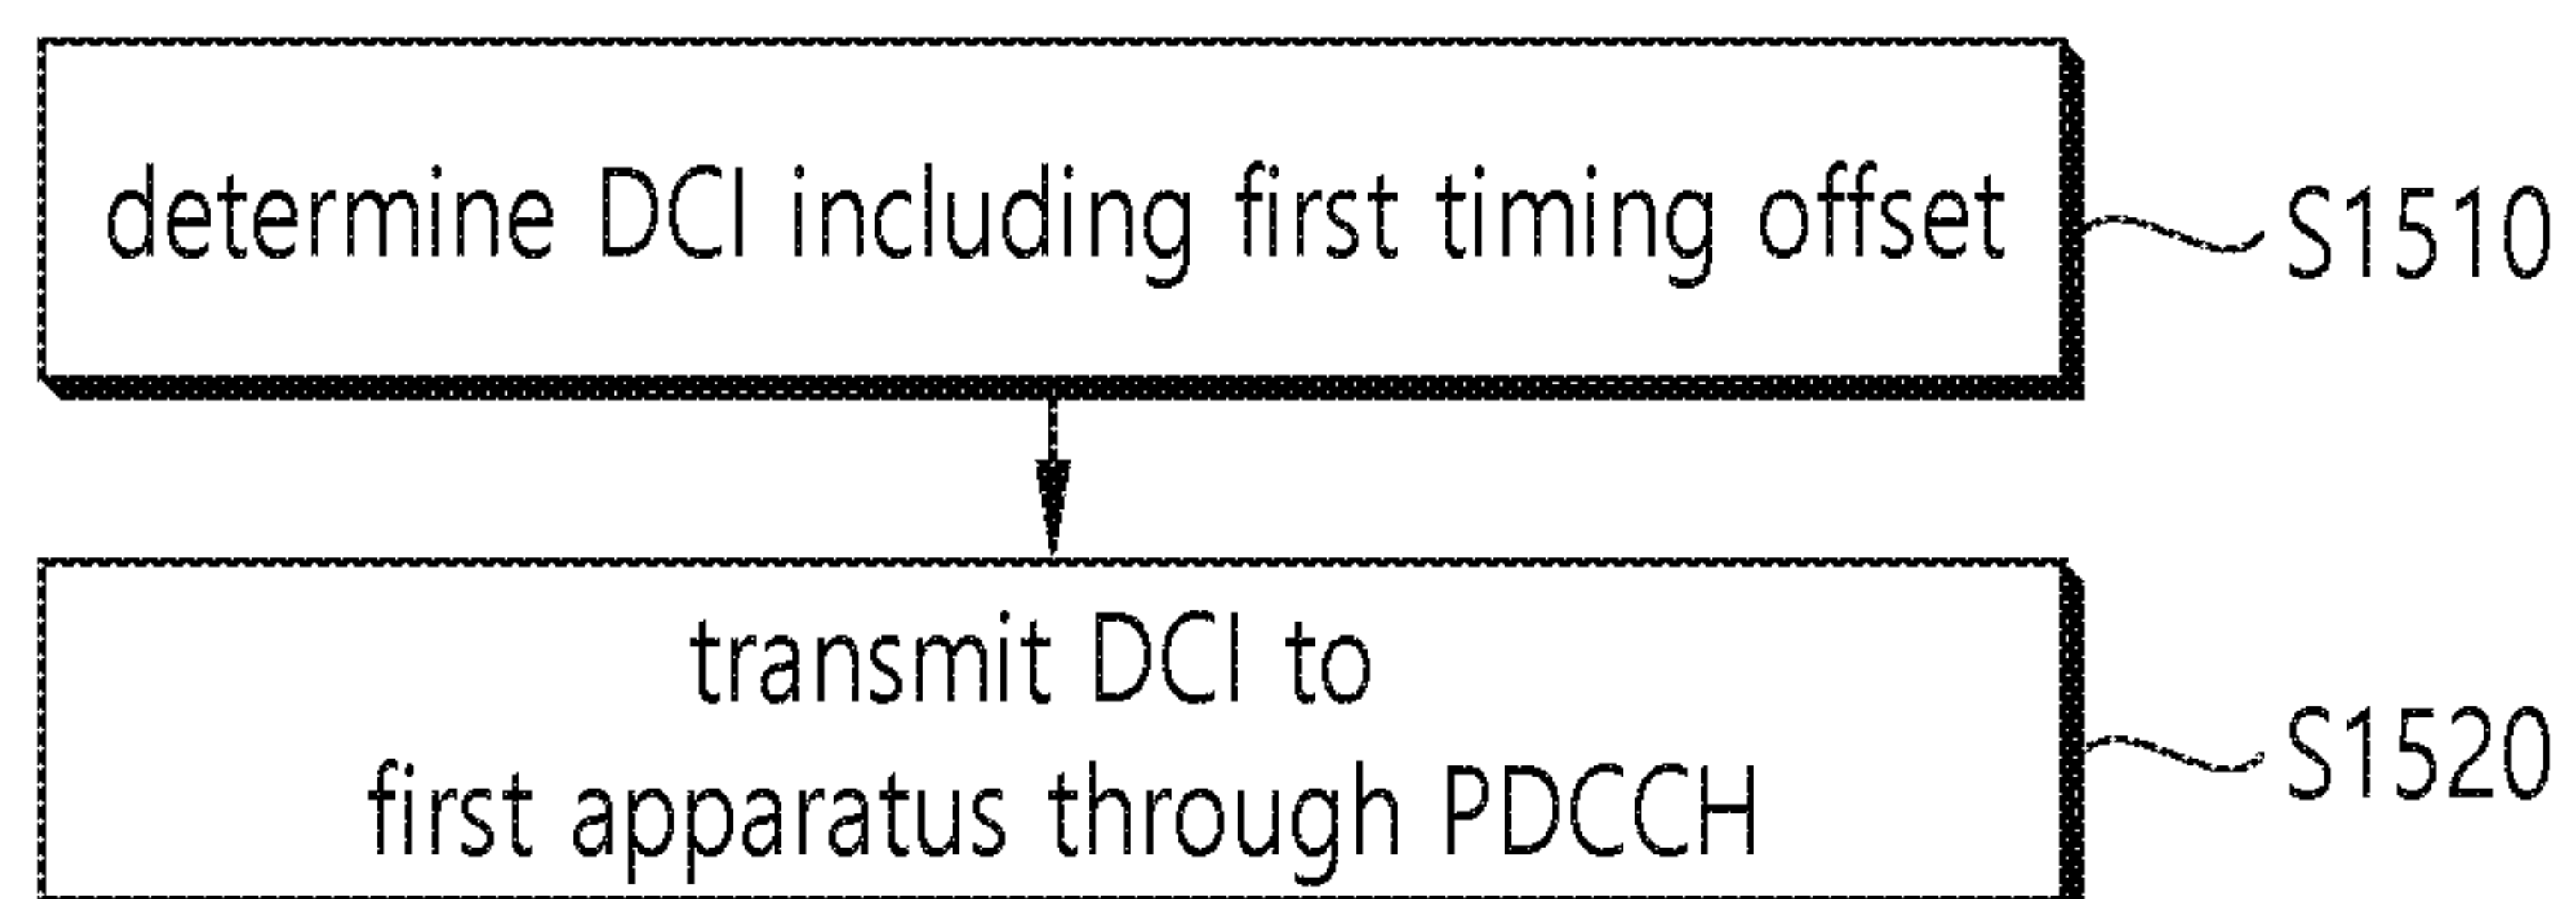 determine DCI including first timing offset
S1510
transmit DCI to
first apparatus through PDCCH
S1520